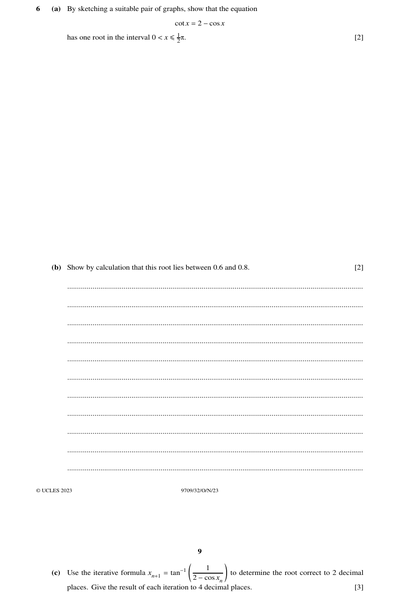 6 (a) By sketching a suitable pair of graphs, show that the equation
cot x = 2 − cos x
has one root in the interval 0 < x ⩽ ½π. [2]
(b) Show by calculation that this root lies between 0.6 and 0.8. [2]
© UCLES 2023 9709/32/O/N/23
9
(c) Use the iterative formula xₙ₊₁ = tan⁻¹(1/(2 − cos xₙ)) to determine the root correct to 2 decimal
places. Give the result of each iteration to 4 decimal places. [3]